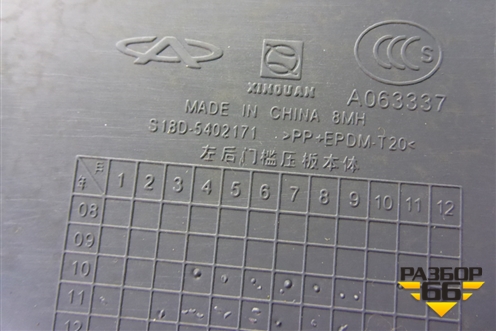 XINQUAN
CCC S
A063337
MADE IN CHINA 8MH
S18D-5402171 >PP+EPDM-T20<
左后门槛压板本体
月 1 2 3 4 5 6 7 8 9 10 11 12
年
08
09
10
11
12
РАЗБОР
66